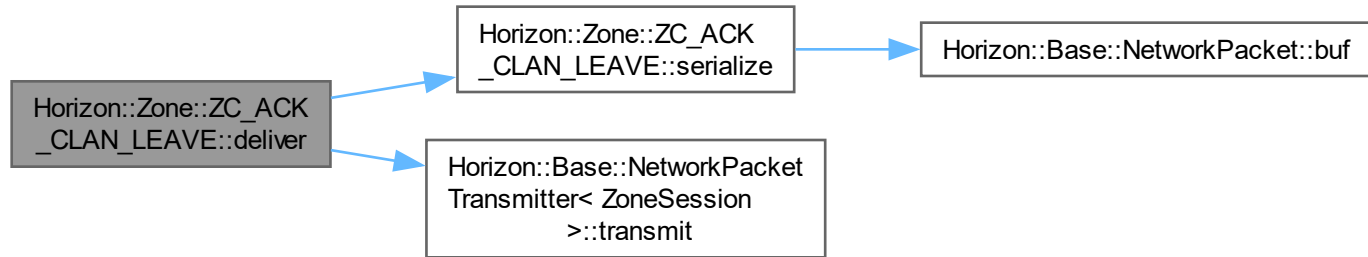 Horizon::Zone::ZC_ACK
_CLAN_LEAVE::deliver
Horizon::Zone::ZC_ACK
_CLAN_LEAVE::serialize
Horizon::Base::NetworkPacket::buf
Horizon::Base::NetworkPacket
Transmitter< ZoneSession
>::transmit